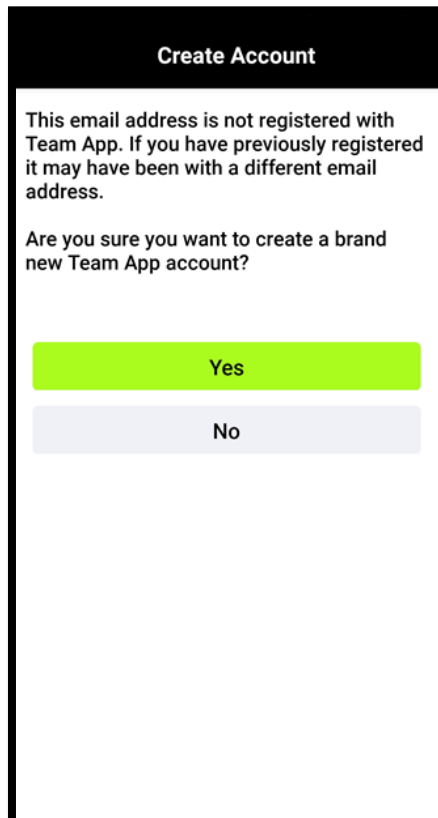 Create Account
This email address is not registered with
Team App. If you have previously registered
it may have been with a different email
address.
Are you sure you want to create a brand
new Team App account?
Yes
No